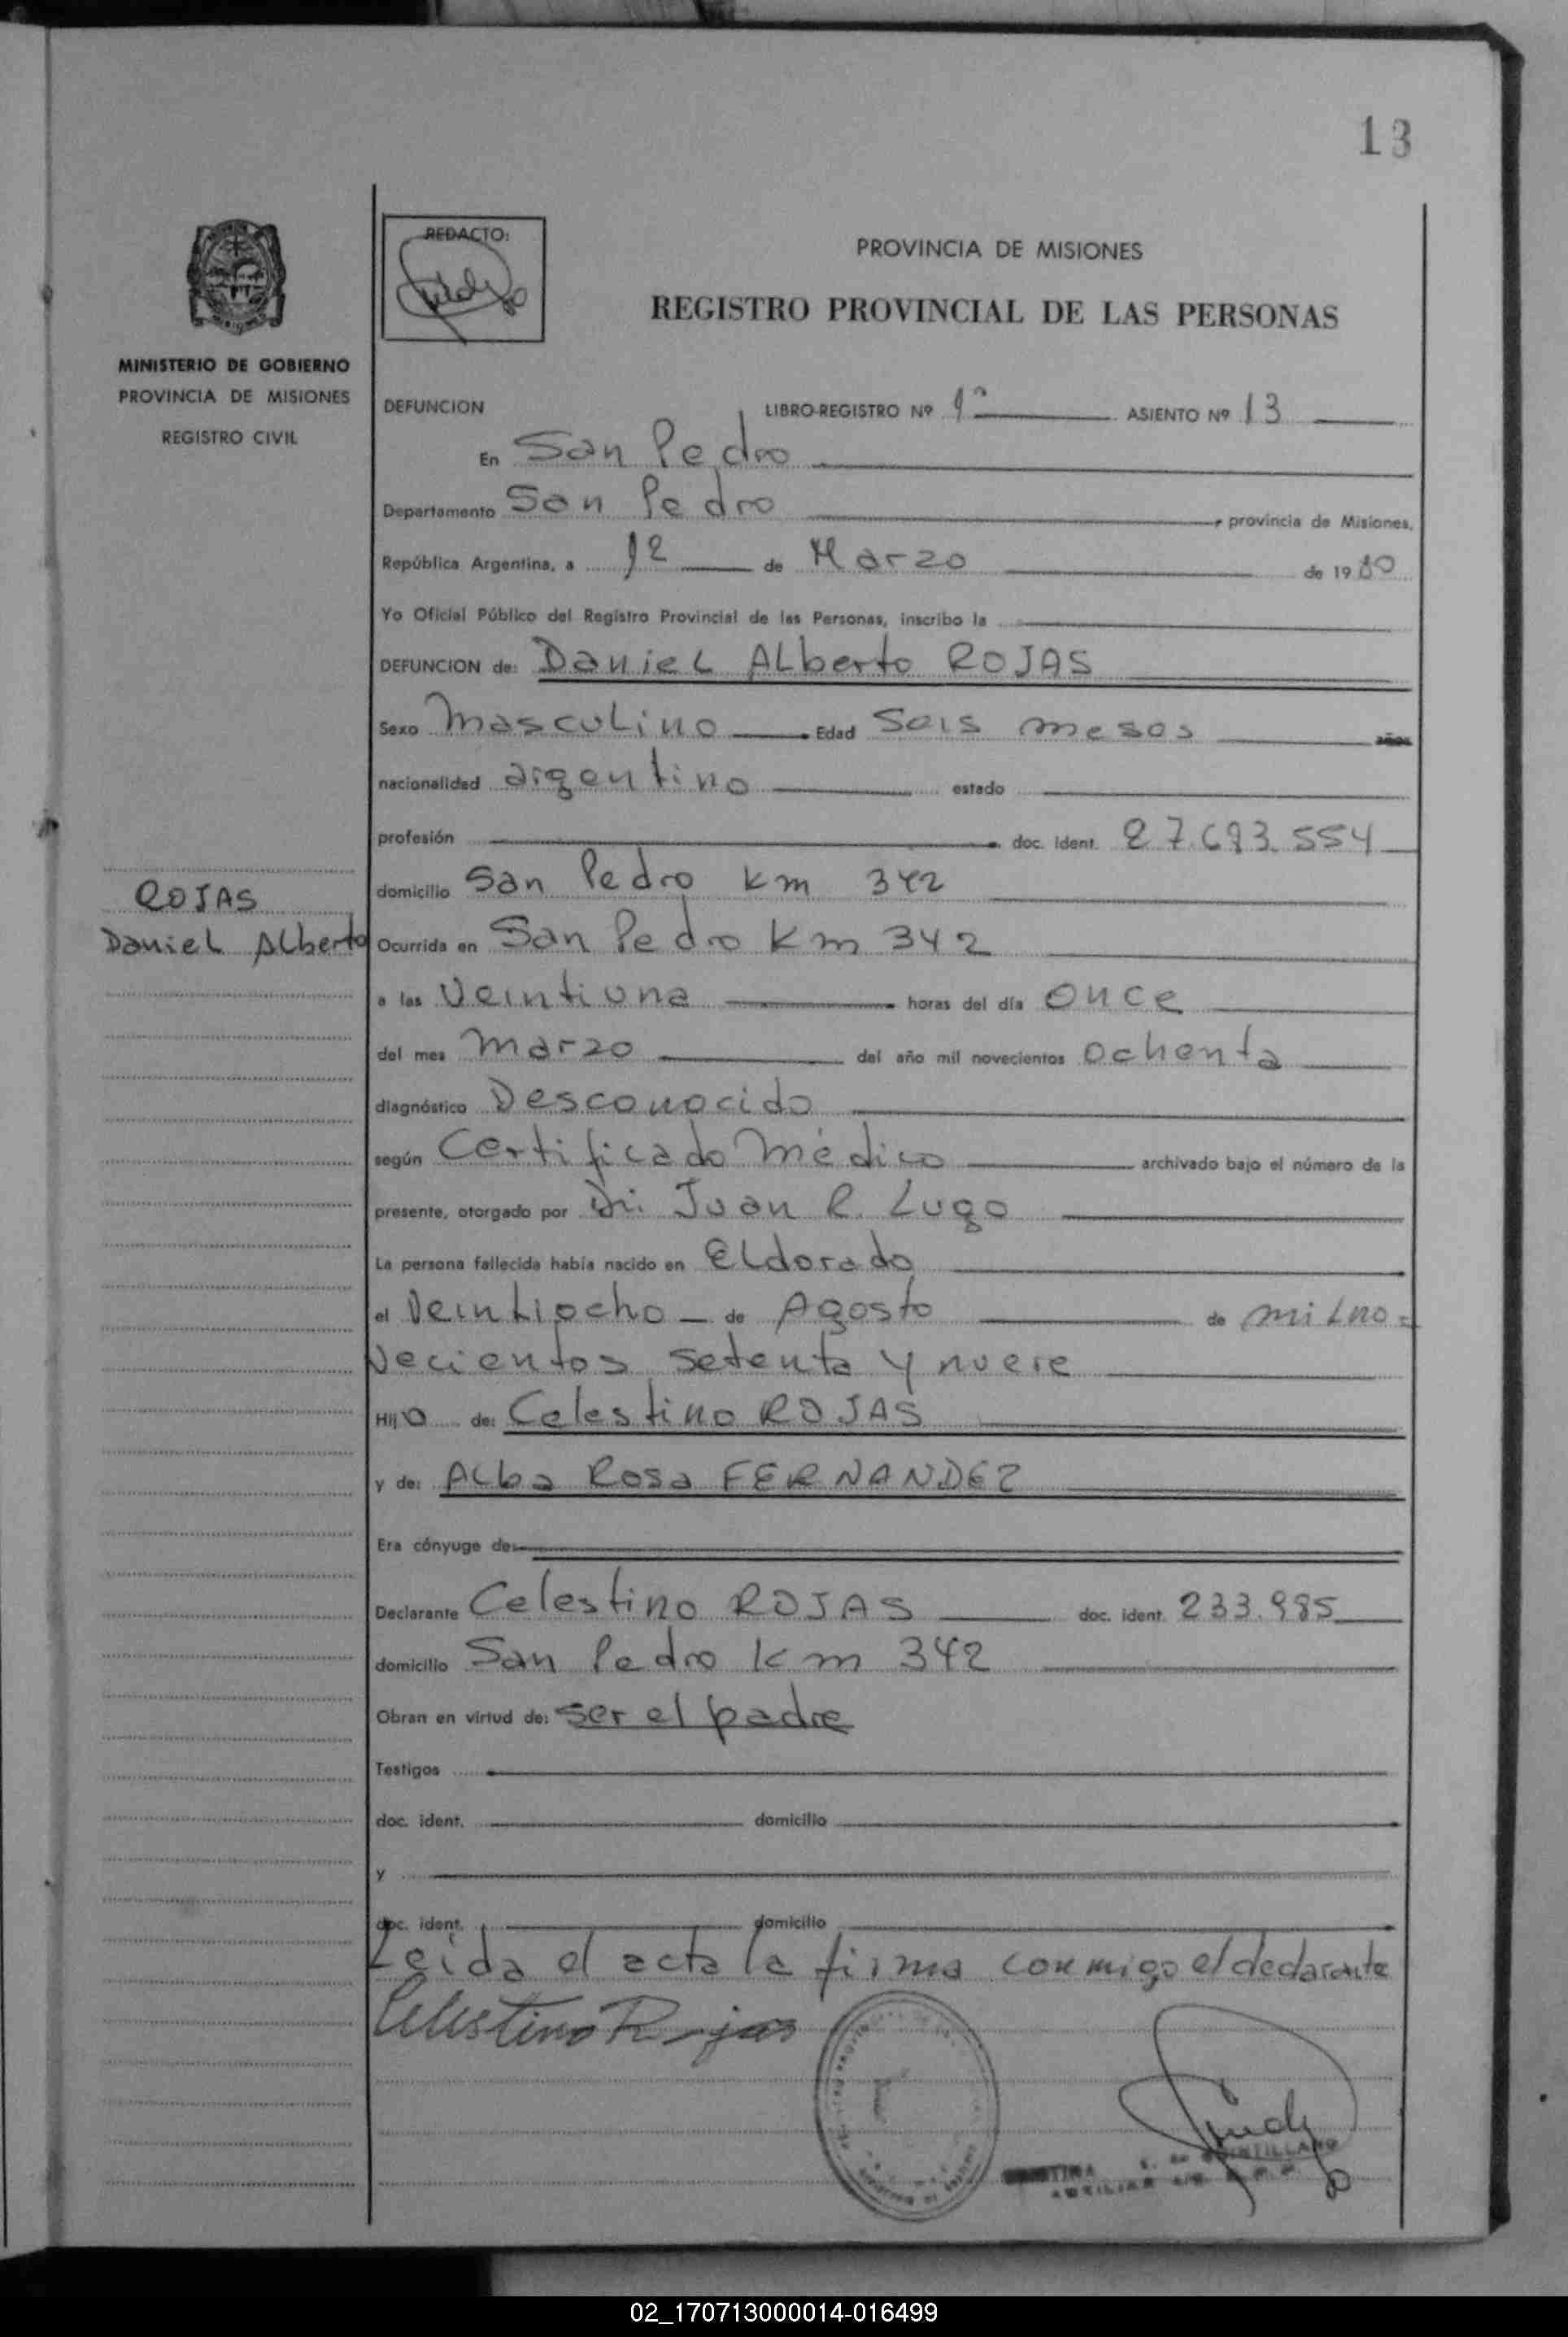 13
REDACTO:
PROVINCIA DE MISIONES
REGISTRO PROVINCIAL DE LAS PERSONAS
MINISTERIO DE GOBIERNO
PROVINCIA DE MISIONES
REGISTRO CIVIL
DEFUNCION LIBRO-REGISTRO Nº 1º ASIENTO Nº 13
En San Pedro
Departamento San Pedro, provincia de Misiones,
República Argentina, a 12 de Marzo de 1980
Yo Oficial Público del Registro Provincial de las Personas, inscribo la
DEFUNCION de: Daniel Alberto ROJAS
Sexo masculino Edad Seis meses años
nacionalidad argentino estado
profesión doc. ident. 27.693.554
domicilio San Pedro km 342
ROJAS
Daniel Alberto
Ocurrida en San Pedro Km 342
a las Veintiuna horas del día once
del mes marzo del año mil novecientos ochenta
diagnóstico Desconocido
según Certificado Médico archivado bajo el número de la
presente, otorgado por Dr. Juan R. Lugo
La persona fallecida había nacido en Eldorado
el Veintiocho de Agosto de mil no=
vecientos setenta y nueve
Hijo de: Celestino ROJAS
y de: Alba Rosa FERNANDEZ
Era cónyuge de:
Declarante Celestino ROJAS doc. ident. 233.985
domicilio San Pedro Km 342
Obran en virtud de: ser el padre
Testigos
doc. ident. domicilio
y
doc. ident. domicilio
Leida el acta la firma conmigo el declarante
Celestino Rojas
02_170713000014-016499